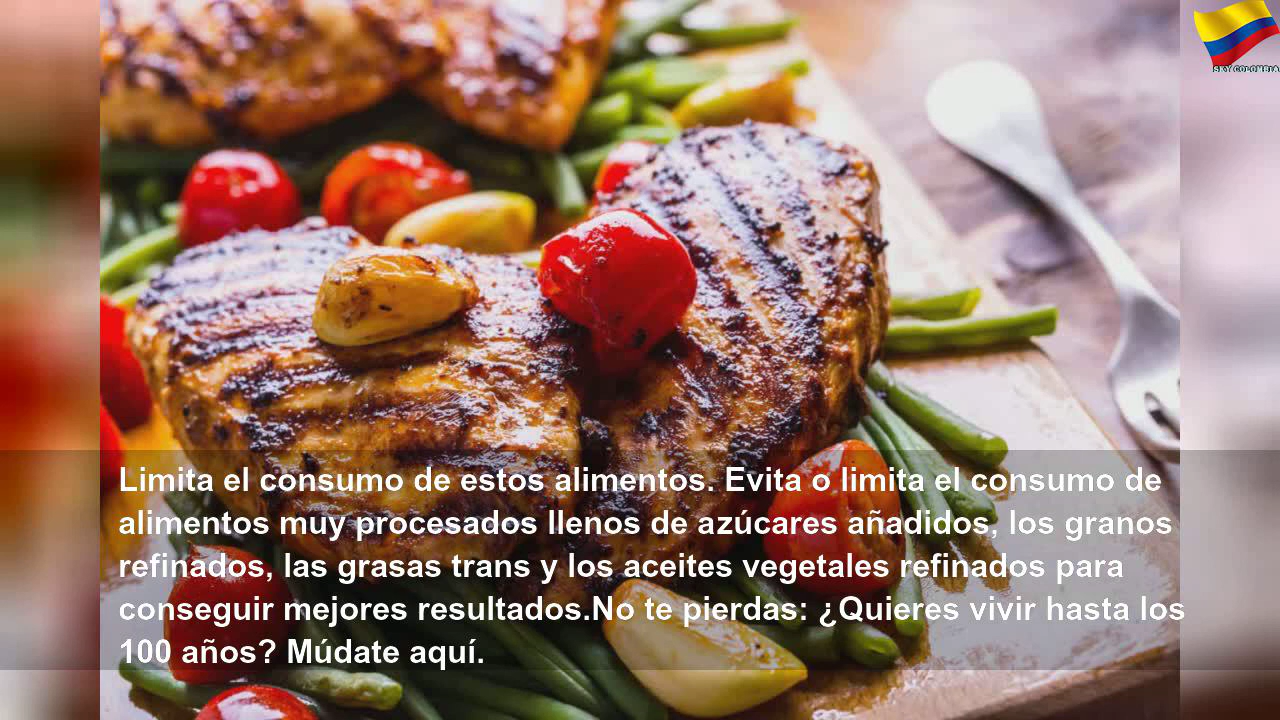 SKY COLOMBIA
Limita el consumo de estos alimentos. Evita o limita el consumo de
alimentos muy procesados llenos de azúcares añadidos, los granos
refinados, las grasas trans y los aceites vegetales refinados para
conseguir mejores resultados.No te pierdas: ¿Quieres vivir hasta los
100 años? Múdate aquí.